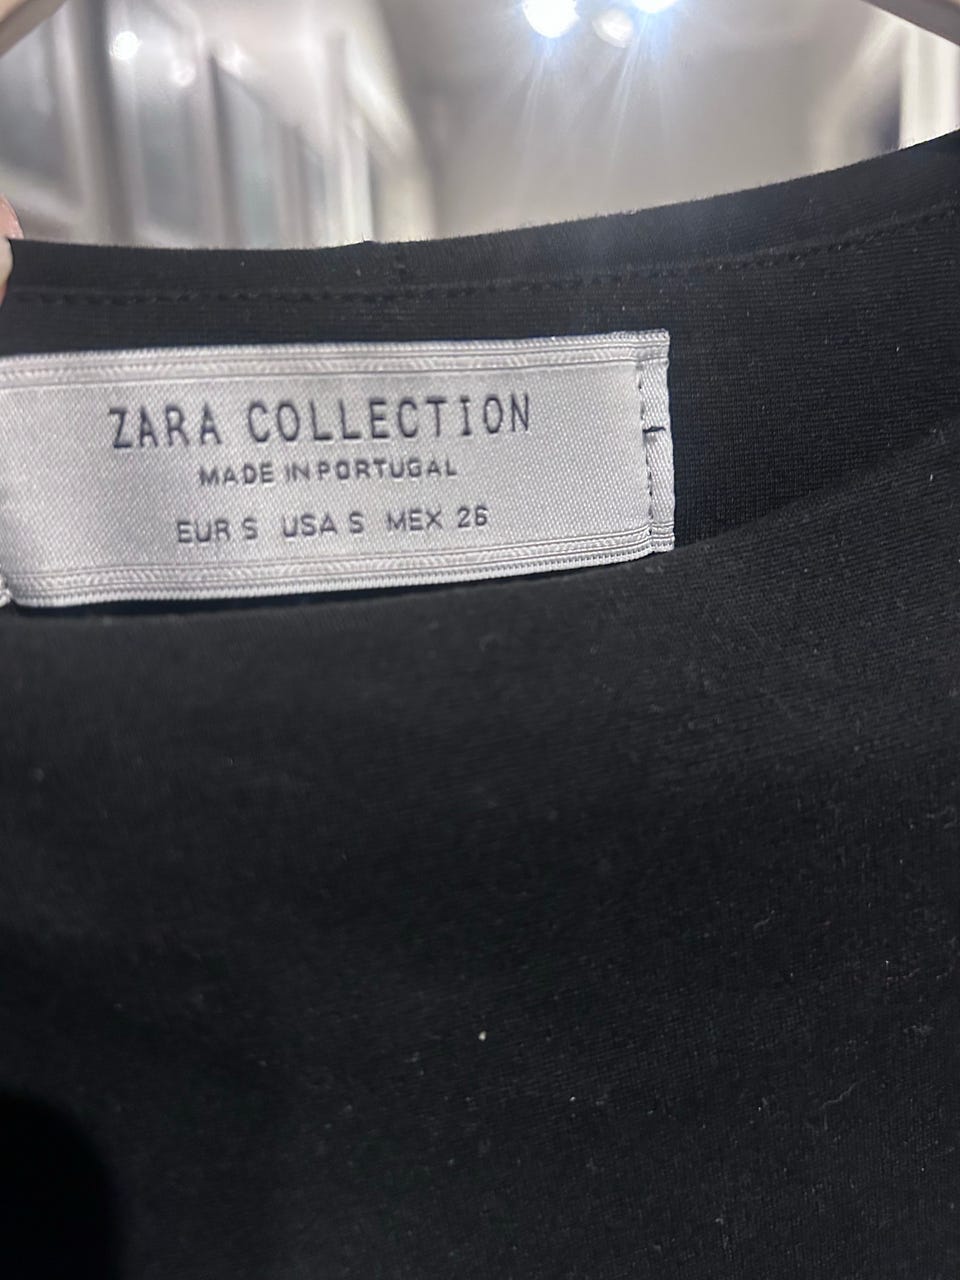 ZARA COLLECTION
MADE IN PORTUGAL
EUR S USA S MEX 26